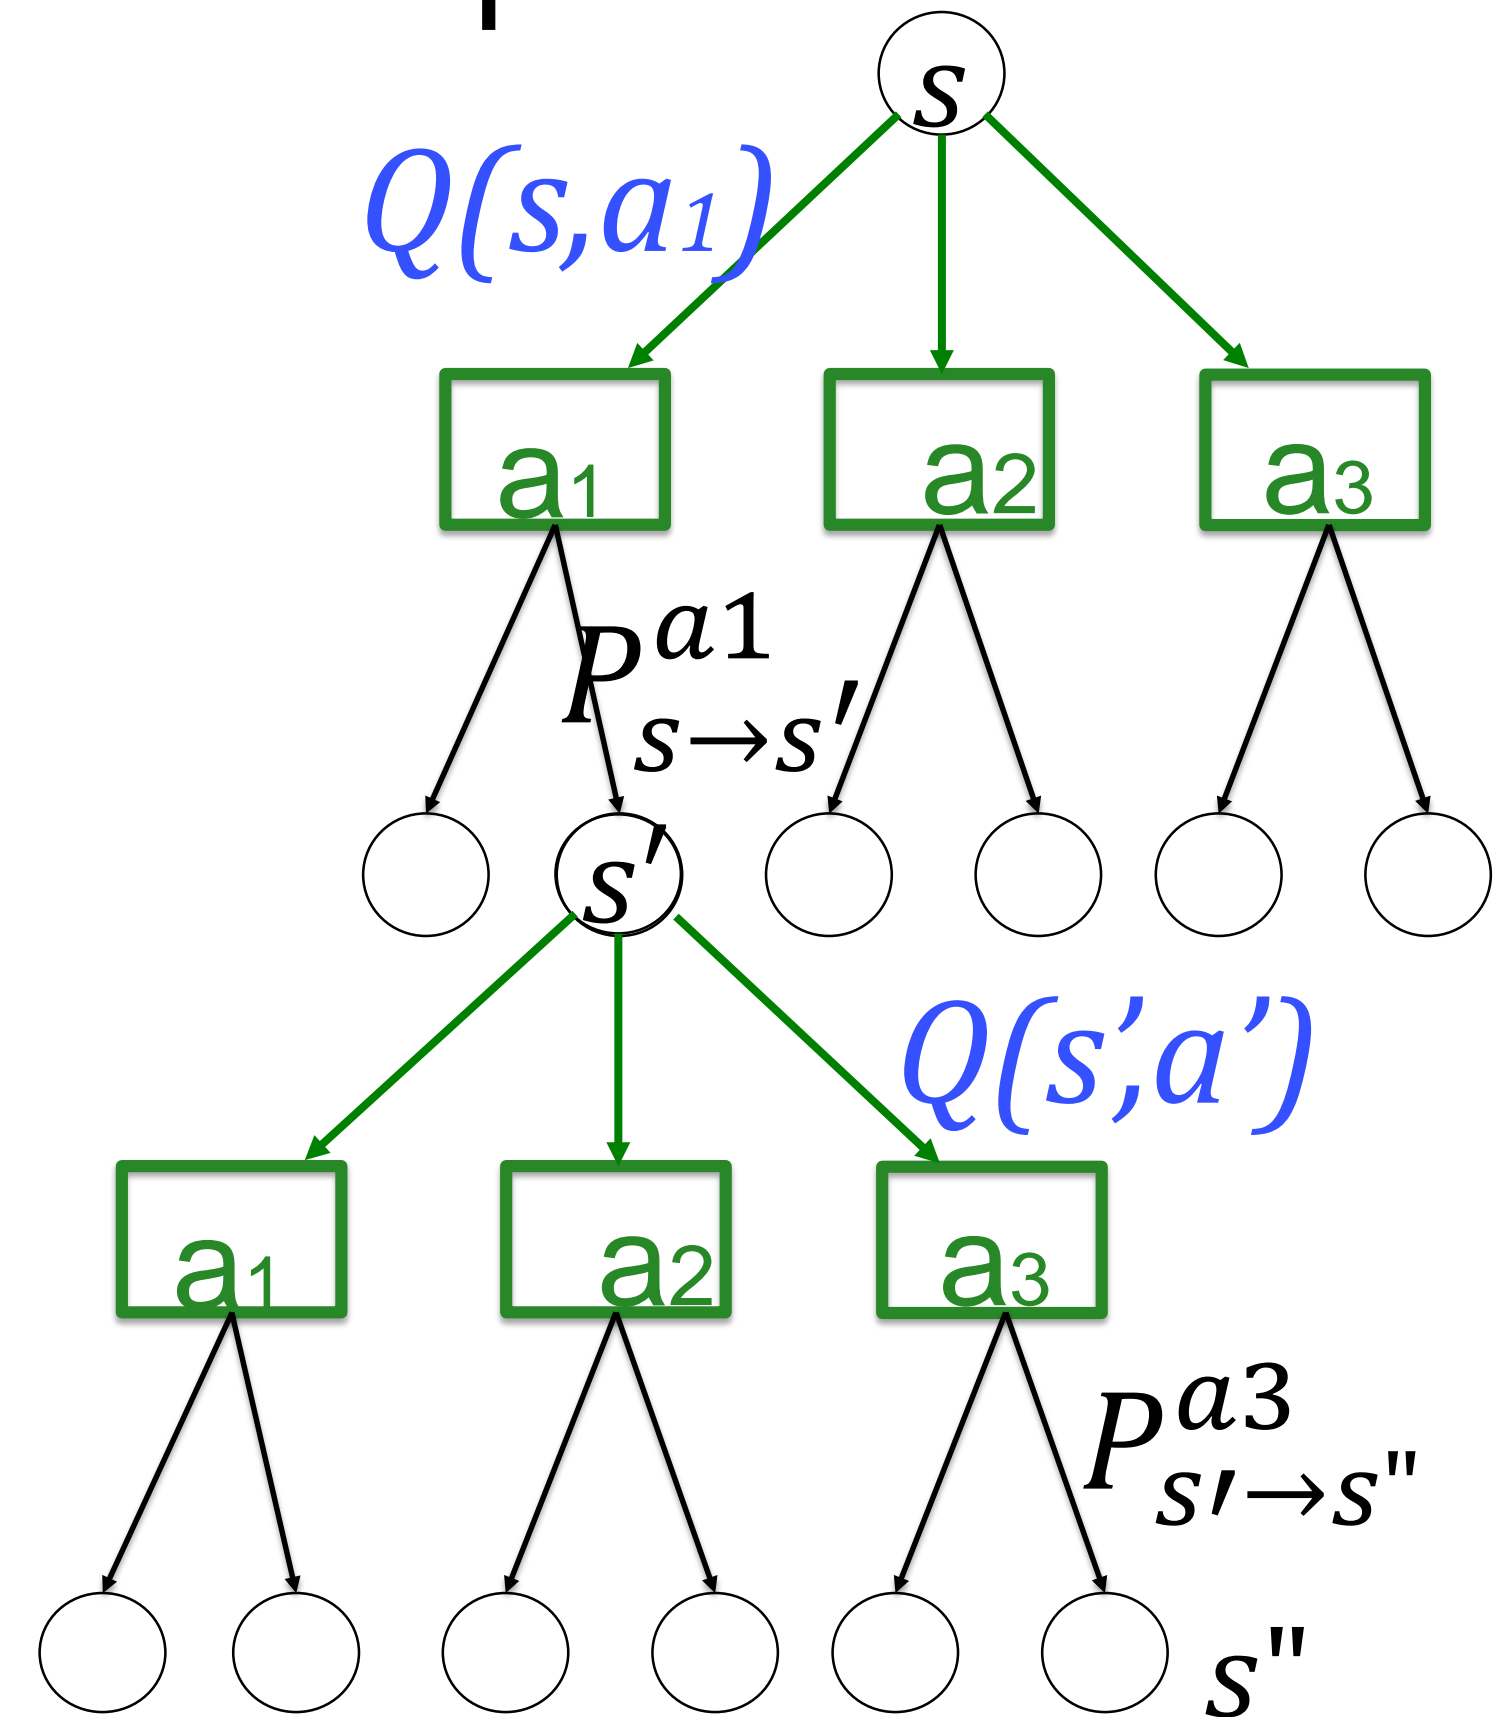 s
Q(s,a1)
a1 a2 a3
P^{a1}_{s→s′}
s′
Q(s’,a’)
a1 a2 a3
P^{a3}_{s′→s"}
s"